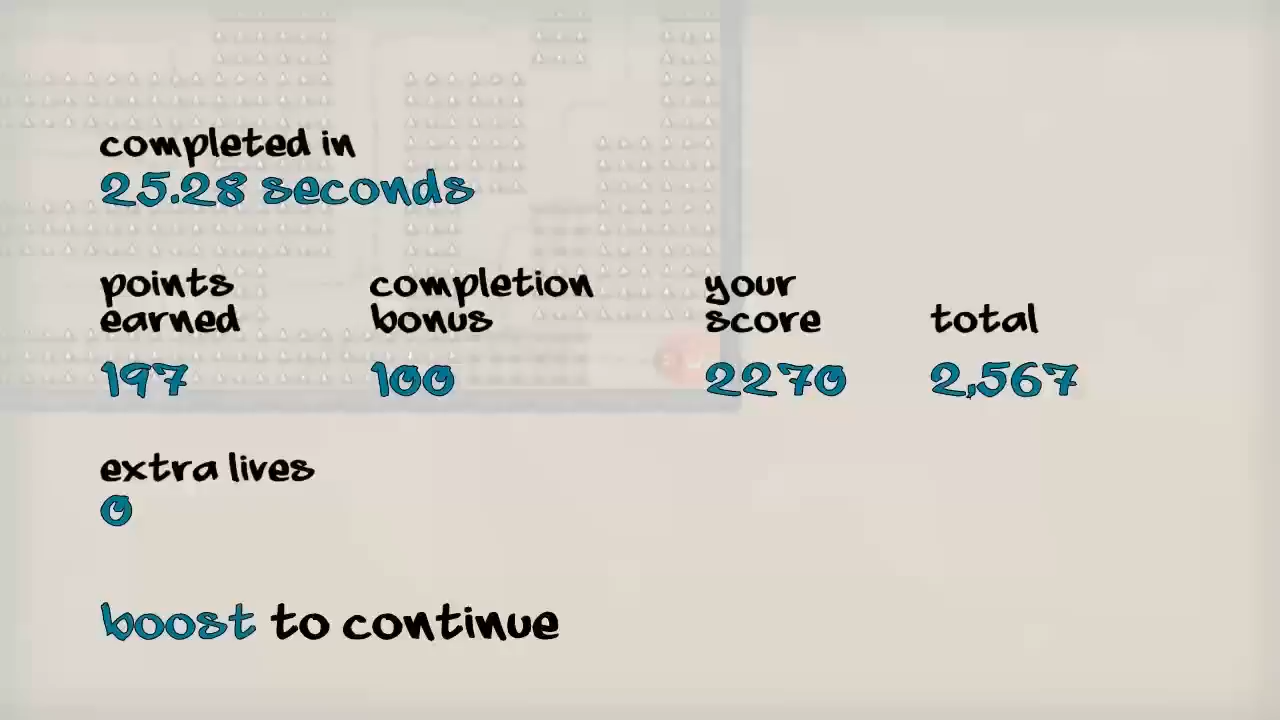 completed in
25.28 seconds
points earned
completion bonus
your score
total
197
100
2270
2,567
extra lives
0
boost to continue